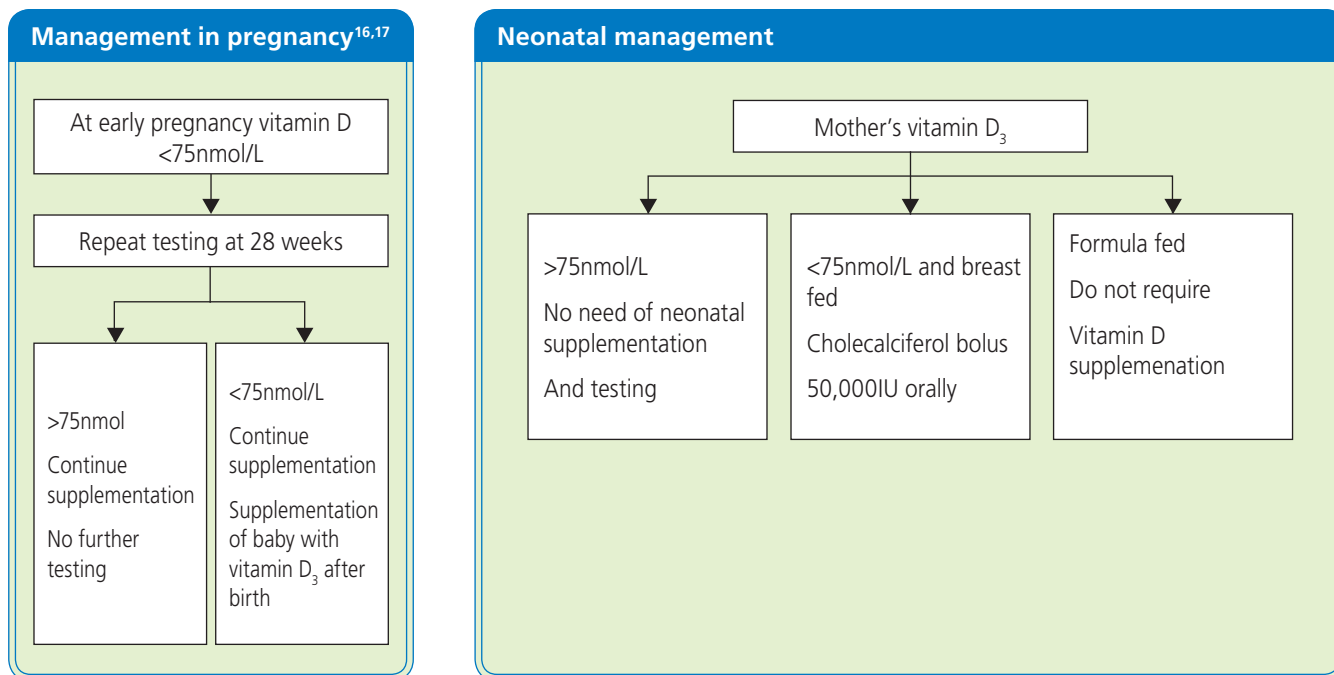 Management in pregnancy16,17
At early pregnancy vitamin D
<75nmol/L
Repeat testing at 28 weeks
>75nmol
Continue
supplementation
No further
testing
<75nmol/L
Continue
supplementation
Supplementation
of baby with
vitamin D3 after
birth
Neonatal management
Mother’s vitamin D3
>75nmol/L
No need of neonatal
supplementation
And testing
<75nmol/L and breast
fed
Cholecalciferol bolus
50,000IU orally
Formula fed
Do not require
Vitamin D
supplemenation